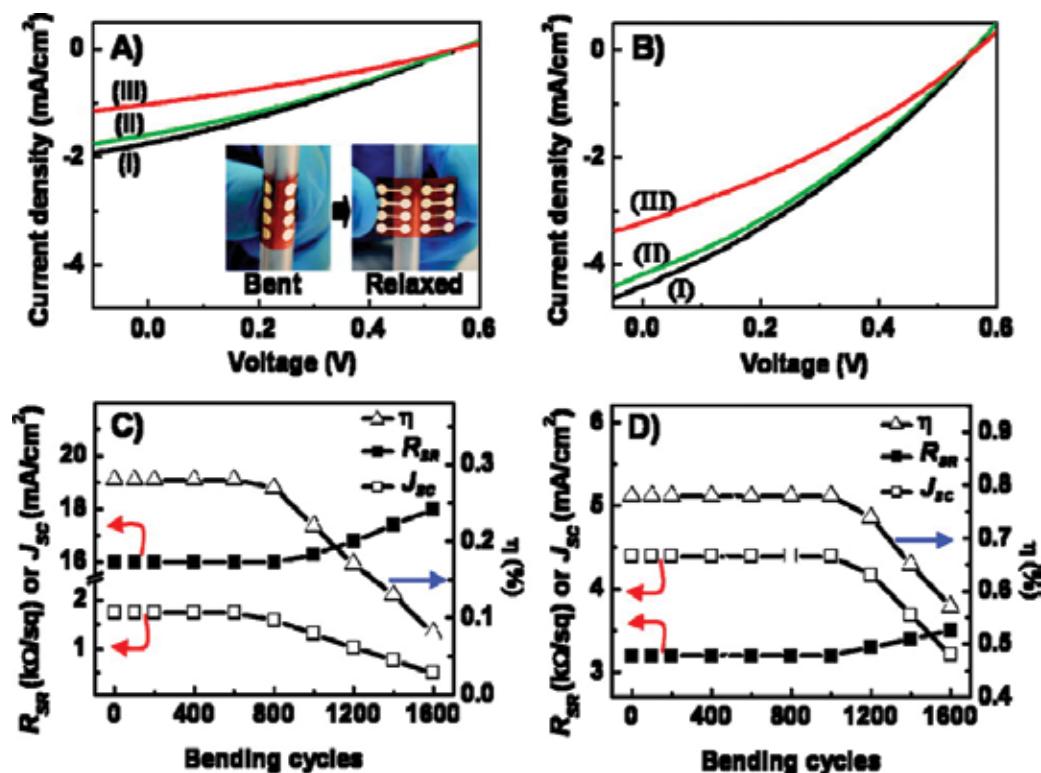 A)
Current density (mA/cm²)
0
-2
-4
(III)
(II)
(I)
Bent
Relaxed
0.0
0.2
0.4
0.6
Voltage (V)
B)
Current density (mA/cm²)
0
-2
-4
(III)
(II)
(I)
0.0
0.2
0.4
0.6
Voltage (V)
C)
R_SR (kΩ/sq) or J_SC (mA/cm²)
20
19
18
16
2
1
η
R_SR
J_SC
0.3
0.2
0.1
0.0
η (%)
0
400
800
1200
1600
Bending cycles
D)
R_SR (kΩ/sq) or J_SC (mA/cm²)
6
5
4
3
η
R_SR
J_SC
0.9
0.8
0.7
0.6
0.5
0.4
η (%)
0
400
800
1200
1600
Bending cycles